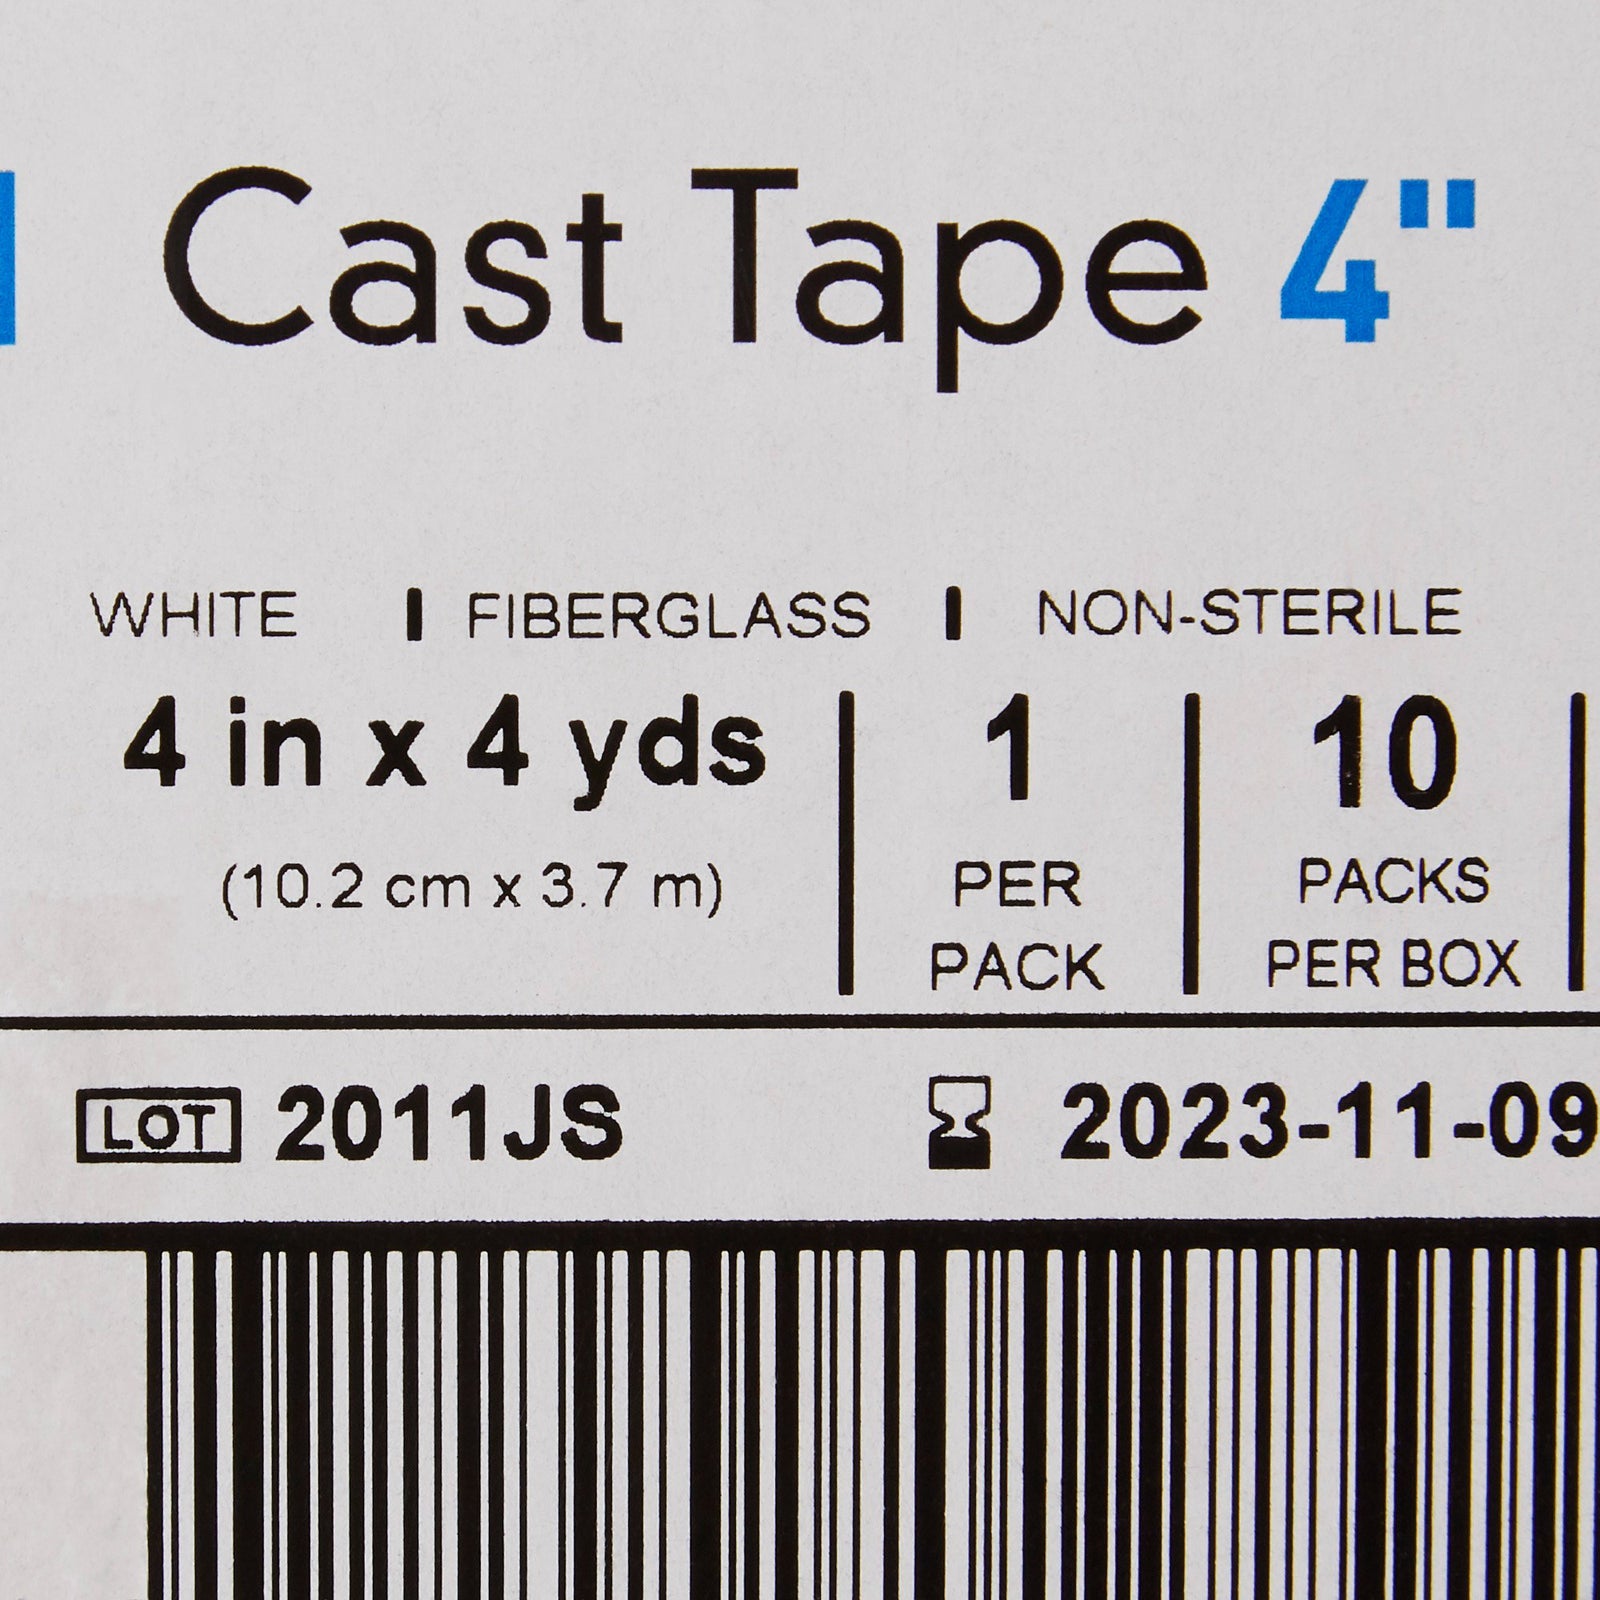 Cast Tape 4"
WHITE | FIBERGLASS | NON-STERILE
4 in x 4 yds
(10.2 cm x 3.7 m)
1
PER
PACK
10
PACKS
PER BOX
LOT 2011JS
2023-11-09